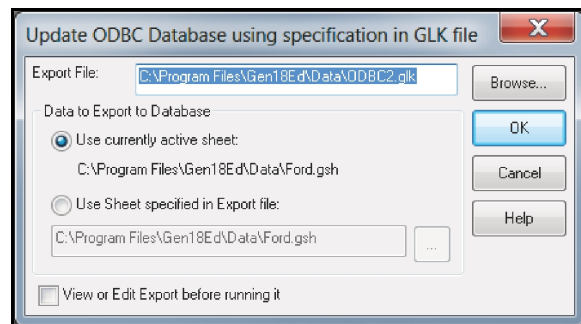 Update ODBC Database using specification in GLK file
Export File: C:\Program Files\Gen18Ed\Data\ODBC2.glk Browse...
Data to Export to Database
OK
Use currently active sheet:
C:\Program Files\Gen18Ed\Data\Ford.gsh Cancel
Use Sheet specified in Export file: Help
C:\Program Files\Gen18Ed\Data\Ford.gsh ...
View or Edit Export before running it